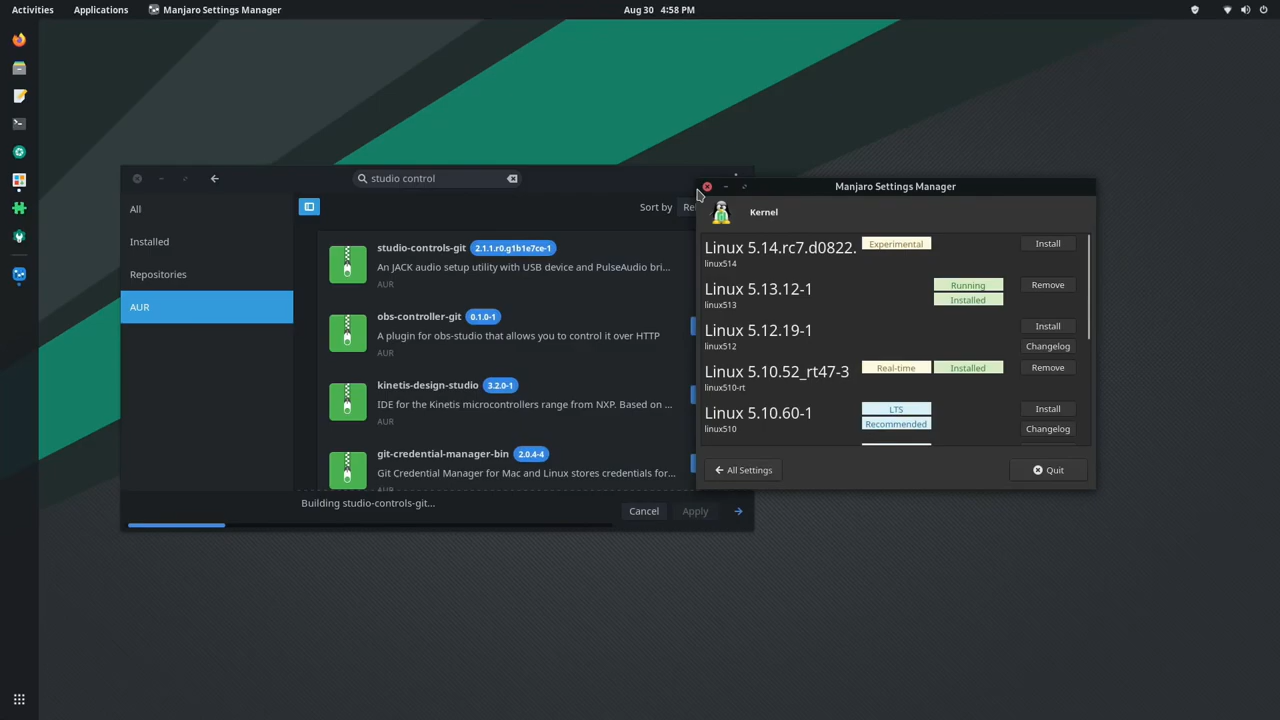 Activities Applications Manjaro Settings Manager Aug 30 4:58 PM
studio control
All
Installed
Repositories
AUR
Sort by
studio-controls-git 2.1.1.r0.g1b1e7ce-1
An JACK audio setup utility with USB device and PulseAudio bri...
AUR
obs-controller-git 0.1.0-1
A plugin for obs-studio that allows you to control it over HTTP
AUR
kinetis-design-studio 3.2.0-1
IDE for the Kinetis microcontrollers range from NXP. Based on ...
AUR
git-credential-manager-bin 2.0.4-4
Git Credential Manager for Mac and Linux stores credentials for...
AUR
Building studio-controls-git...
Cancel Apply
Manjaro Settings Manager
Kernel
Linux 5.14.rc7.d0822. Experimental Install
linux514
Linux 5.13.12-1 Running Remove
Installed
linux513
Linux 5.12.19-1 Install
linux512 Changelog
Linux 5.10.52_rt47-3 Real-time Installed Remove
linux510-rt
Linux 5.10.60-1 LTS Install
Recommended
linux510 Changelog
All Settings Quit